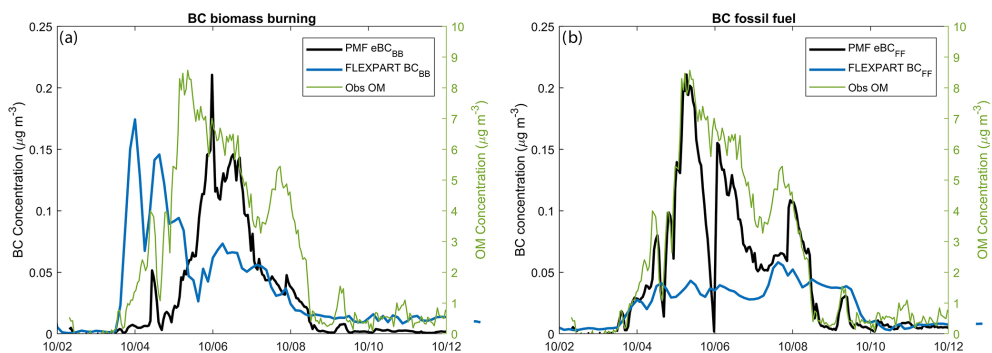 BC biomass burning
(a)
PMF eBC_BB
FLEXPART BC_BB
Obs OM
BC Concentration (μg m⁻³)
0.25
0.2
0.15
0.1
0.05
0
OM Concentration (μg m⁻³)
10
9
8
7
6
5
4
3
2
1
0
10/02 10/04 10/06 10/08 10/10 10/12
BC fossil fuel
(b)
PMF eBC_FF
FLEXPART BC_FF
Obs OM
BC concentration (μg m⁻³)
0.25
0.2
0.15
0.1
0.05
0
OM Concentration (μg m⁻³)
10
9
8
7
6
5
4
3
2
1
0
10/02 10/04 10/06 10/08 10/10 10/12